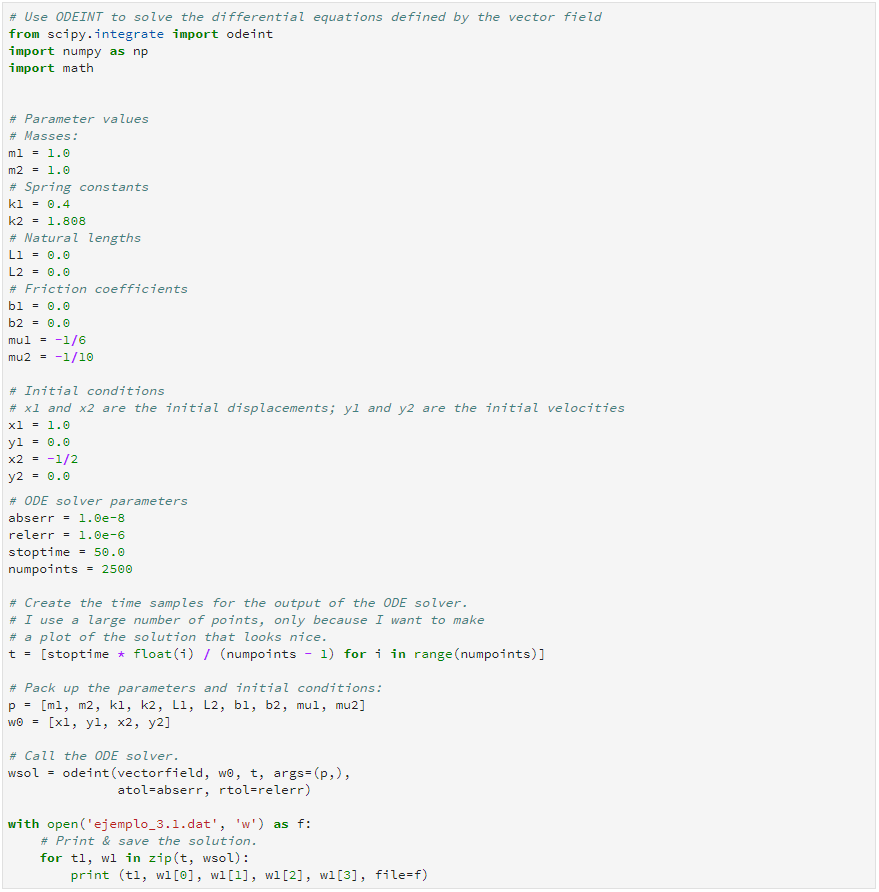 # Use ODEINT to solve the differential equations defined by the vector field
from scipy.integrate import odeint
import numpy as np
import math
# Parameter values
# Masses:
m1 = 1.0
m2 = 1.0
# Spring constants
k1 = 0.4
k2 = 1.808
# Natural lengths
L1 = 0.0
L2 = 0.0
# Friction coefficients
b1 = 0.0
b2 = 0.0
mu1 = -1/6
mu2 = -1/10
# Initial conditions
# x1 and x2 are the initial displacements; y1 and y2 are the initial velocities
x1 = 1.0
y1 = 0.0
x2 = -1/2
y2 = 0.0
# ODE solver parameters
abserr = 1.0e-8
relerr = 1.0e-6
stoptime = 50.0
numpoints = 2500
# Create the time samples for the output of the ODE solver.
# I use a large number of points, only because I want to make
# a plot of the solution that looks nice.
t = [stoptime * float(i) / (numpoints - 1) for i in range(numpoints)]
# Pack up the parameters and initial conditions:
p = [m1, m2, k1, k2, L1, L2, b1, b2, mu1, mu2]
w0 = [x1, y1, x2, y2]
# Call the ODE solver.
wsol = odeint(vectorfield, w0, t, args=(p,),
              atol=abserr, rtol=relerr)
with open('ejemplo_3.1.dat', 'w') as f:
    # Print & save the solution.
    for t1, w1 in zip(t, wsol):
        print (t1, w1[0], w1[1], w1[2], w1[3], file=f)